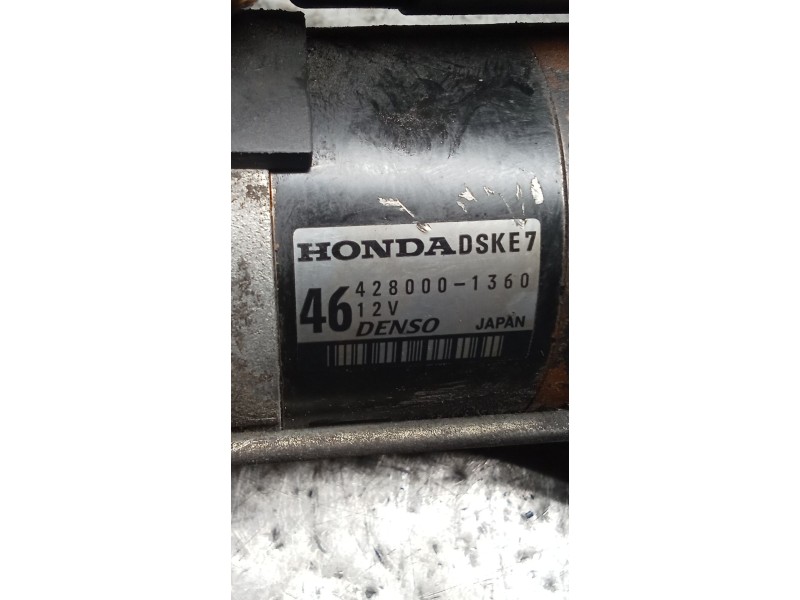 HONDA DSKE7
46 428000-1360
12V
DENSO JAPAN